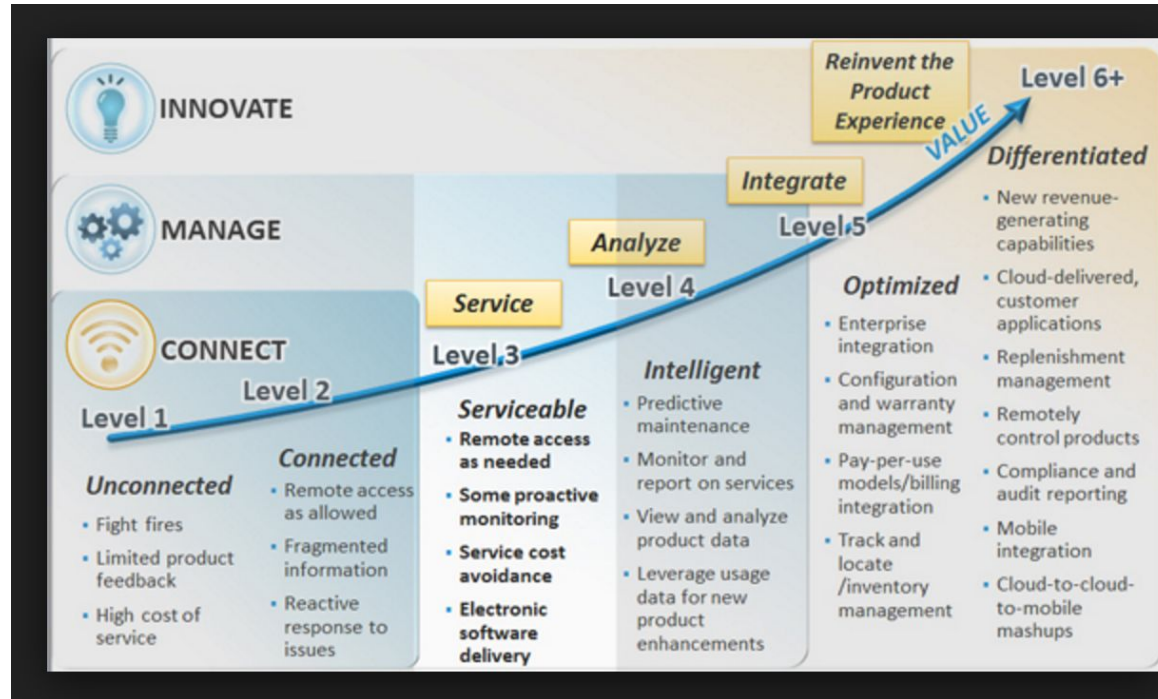 INNOVATE
MANAGE
CONNECT
Reinvent the
Product
Experience
VALUE
Level 6+
Integrate
Level 5
Analyze
Level 4
Service
Level 3
Level 2
Level 1
Unconnected
▪ Fight fires
▪ Limited product
feedback
▪ High cost of
service
Connected
▪ Remote access
as allowed
▪ Fragmented
information
▪ Reactive
response to
issues
Serviceable
▪ Remote access
as needed
▪ Some proactive
monitoring
▪ Service cost
avoidance
▪ Electronic
software
delivery
Intelligent
▪ Predictive
maintenance
▪ Monitor and
report on services
▪ View and analyze
product data
▪ Leverage usage
data for new
product
enhancements
Optimized
▪ Enterprise
integration
▪ Configuration
and warranty
management
▪ Pay-per-use
models/billing
integration
▪ Track and
locate
/inventory
management
Differentiated
▪ New revenue-
generating
capabilities
▪ Cloud-delivered,
customer
applications
▪ Replenishment
management
▪ Remotely
control products
▪ Compliance and
audit reporting
▪ Mobile
integration
▪ Cloud-to-cloud-
to-mobile
mashups